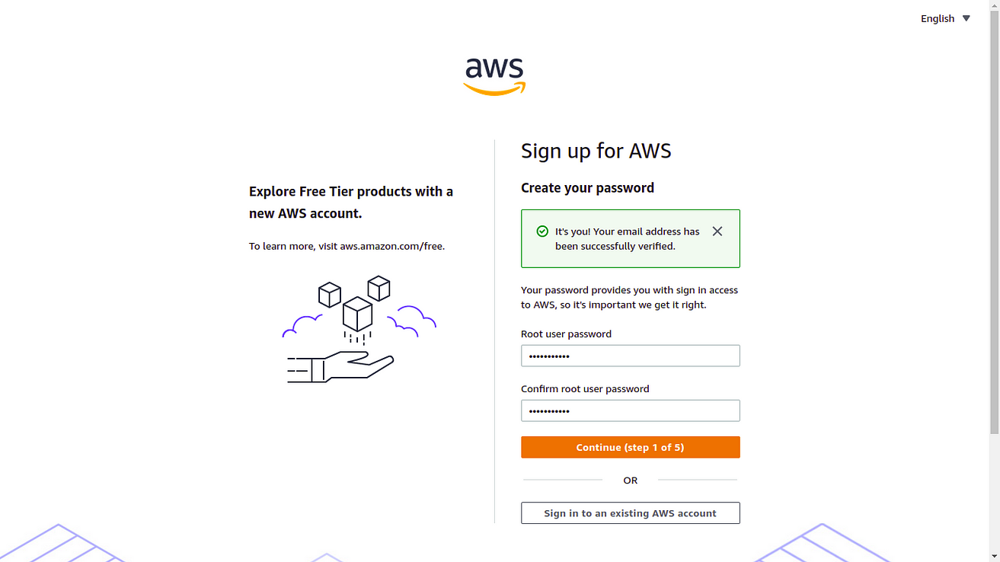 English
aws
Explore Free Tier products with a
new AWS account.
To learn more, visit aws.amazon.com/free.
Sign up for AWS
Create your password
It's you! Your email address has
been successfully verified.
Your password provides you with sign in access
to AWS, so it's important we get it right.
Root user password
•••••••••••
Confirm root user password
•••••••••••
Continue (step 1 of 5)
OR
Sign in to an existing AWS account